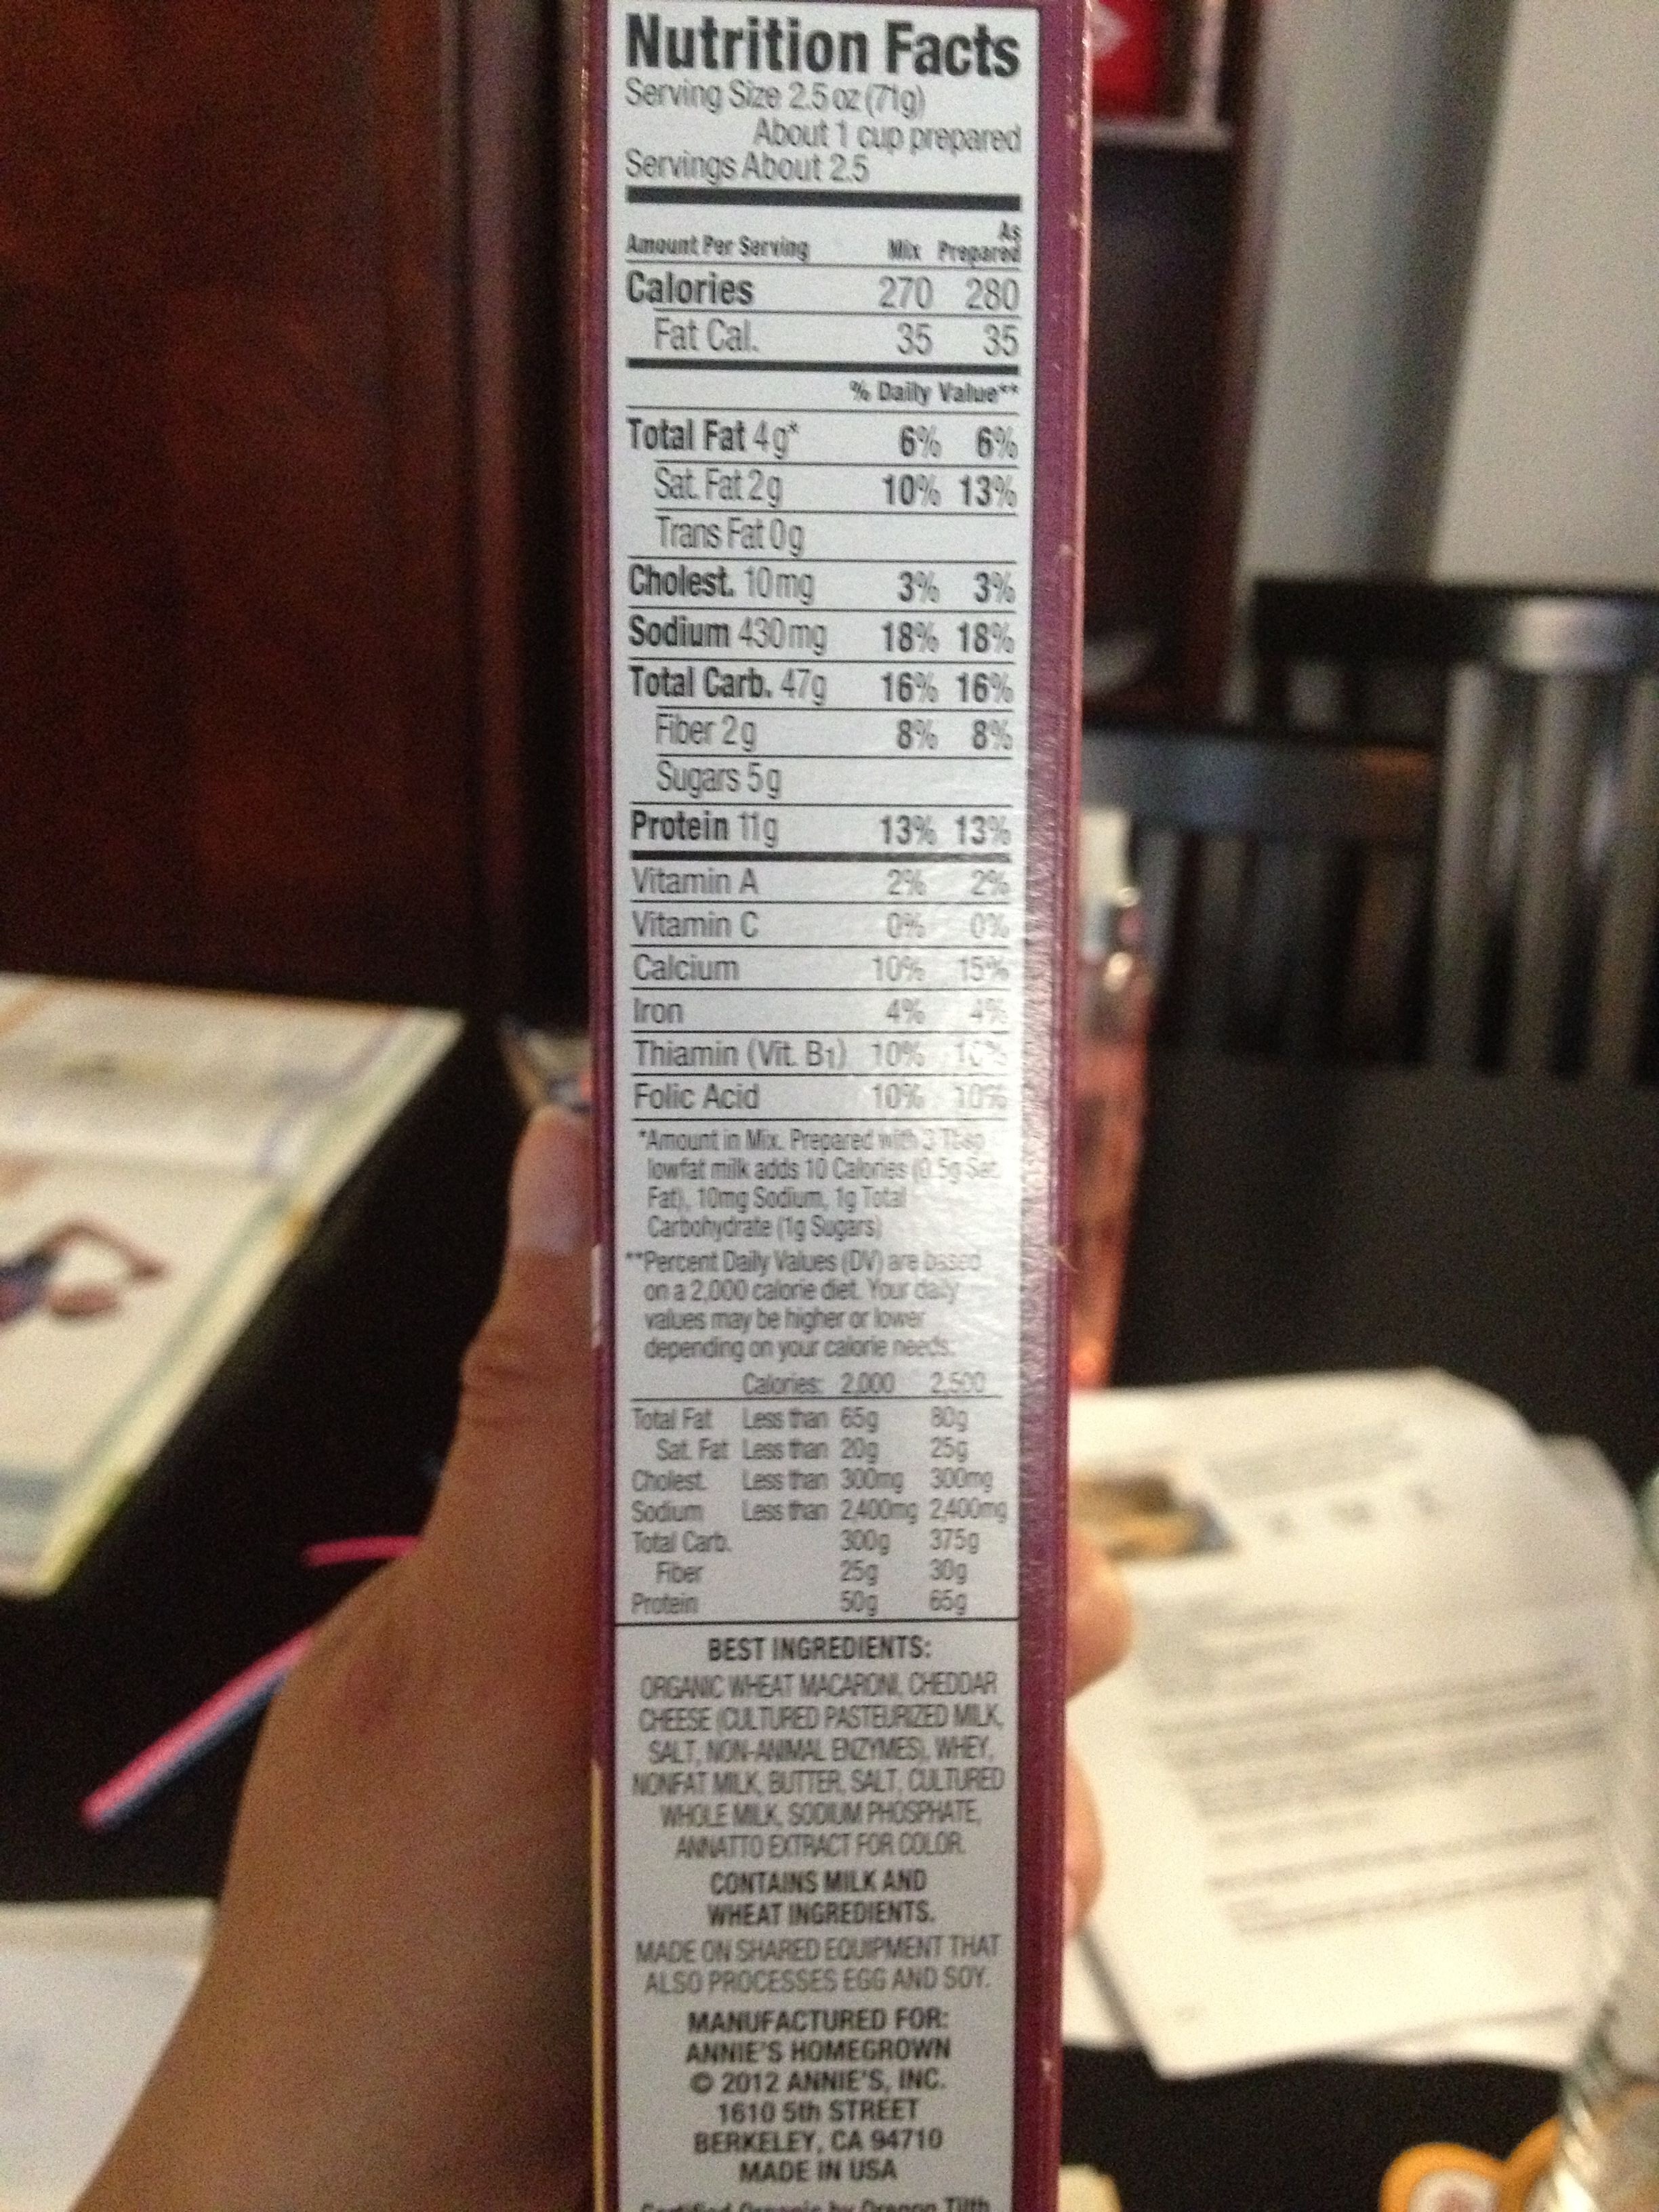 Nutrition Facts
Serving Size 2.5 oz (71g)
About 1 cup prepared
Servings About 2.5
Amount Per Serving Mix As Prepared
Calories 270 280
Fat Cal. 35 35
% Daily Value**
Total Fat 4g* 6% 6%
Sat. Fat 2g 10% 13%
Trans Fat 0g
Cholest. 10mg 3% 3%
Sodium 430mg 18% 18%
Total Carb. 47g 16% 16%
Fiber 2g 8% 8%
Sugars 5g
Protein 11g 13% 13%
Vitamin A 2% 2%
Vitamin C 0% 0%
Calcium 10% 15%
Iron 4% 4%
Thiamin (Vit. B1) 10% 10%
Folic Acid 10% 10%
*Amount in Mix. Prepared with 3 Tbsp
lowfat milk adds 10 Calories (0.5g Sat.
Fat), 10mg Sodium, 1g Total
Carbohydrate (1g Sugars)
**Percent Daily Values (DV) are based
on a 2,000 calorie diet. Your daily
values may be higher or lower
depending on your calorie needs.
Calories: 2,000 2,500
Total Fat Less than 65g 80g
Sat. Fat Less than 20g 25g
Cholest. Less than 300mg 300mg
Sodium Less than 2,400mg 2,400mg
Total Carb. 300g 375g
Fiber 25g 30g
Protein 50g 65g
BEST INGREDIENTS:
ORGANIC WHEAT MACARONI, CHEDDAR
CHEESE (CULTURED PASTEURIZED MILK,
SALT, NON-ANIMAL ENZYMES), WHEY,
NONFAT MILK, BUTTER, SALT, CULTURED
WHOLE MILK, SODIUM PHOSPHATE,
ANNATTO EXTRACT FOR COLOR.
CONTAINS MILK AND
WHEAT INGREDIENTS.
MADE ON SHARED EQUIPMENT THAT
ALSO PROCESSES EGG AND SOY.
MANUFACTURED FOR:
ANNIE'S HOMEGROWN
© 2012 ANNIE'S, INC.
1610 5th STREET
BERKELEY, CA 94710
MADE IN USA
Certified Organic by Oregon Tilth